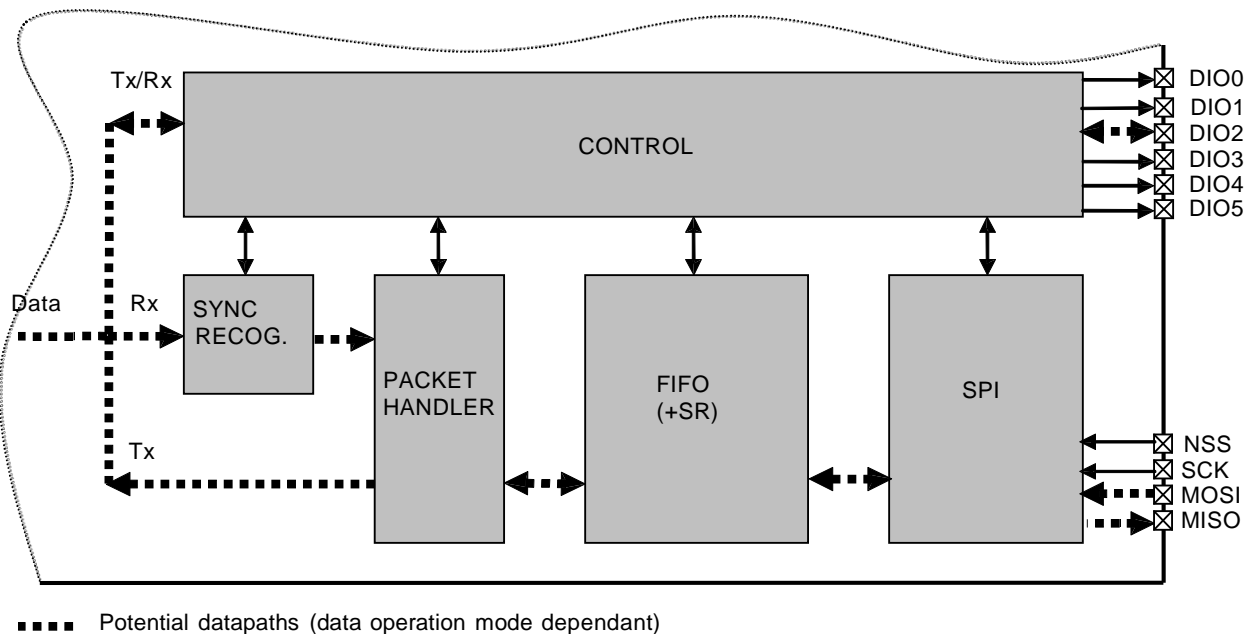 Tx/Rx
CONTROL
DIO0
DIO1
DIO2
DIO3
DIO4
DIO5
Data
Rx
SYNC
RECOG.
PACKET
HANDLER
FIFO
(+SR)
SPI
Tx
NSS
SCK
MOSI
MISO
Potential datapaths (data operation mode dependant)